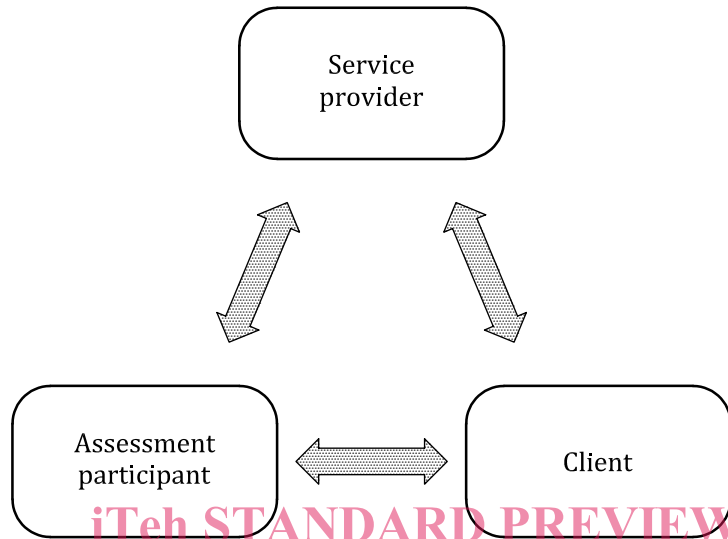 Service
provider
Assessment
participant
Client
iTeh STANDARD PREVIEW